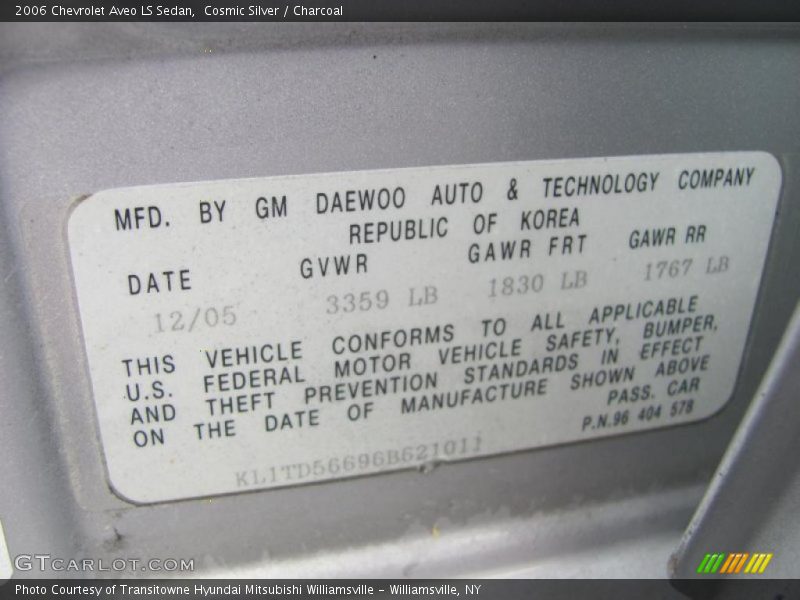 2006 Chevrolet Aveo LS Sedan,  Cosmic Silver / Charcoal
MFD. BY GM DAEWOO AUTO & TECHNOLOGY COMPANY
REPUBLIC OF KOREA
DATE GVWR GAWR FRT GAWR RR
12/05 3359 LB 1830 LB 1767 LB
THIS VEHICLE CONFORMS TO ALL APPLICABLE
U.S. FEDERAL MOTOR VEHICLE SAFETY, BUMPER,
AND THEFT PREVENTION STANDARDS IN EFFECT
ON THE DATE OF MANUFACTURE SHOWN ABOVE
PASS. CAR
P.N.96 404 578
KL1TD56696B621011
GTCARLOT.COM
Photo Courtesy of Transitowne Hyundai Mitsubishi Williamsville – Williamsville, NY